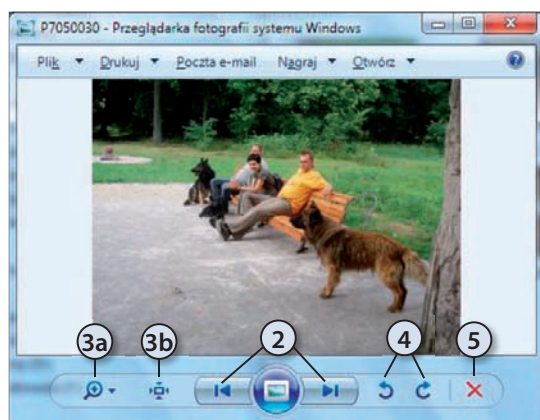 P7050030 - Przeglądarka fotografii systemu Windows
Plik Drukuj Poczta e-mail Nagraj Otwórz ?
3a 3b 2 4 5